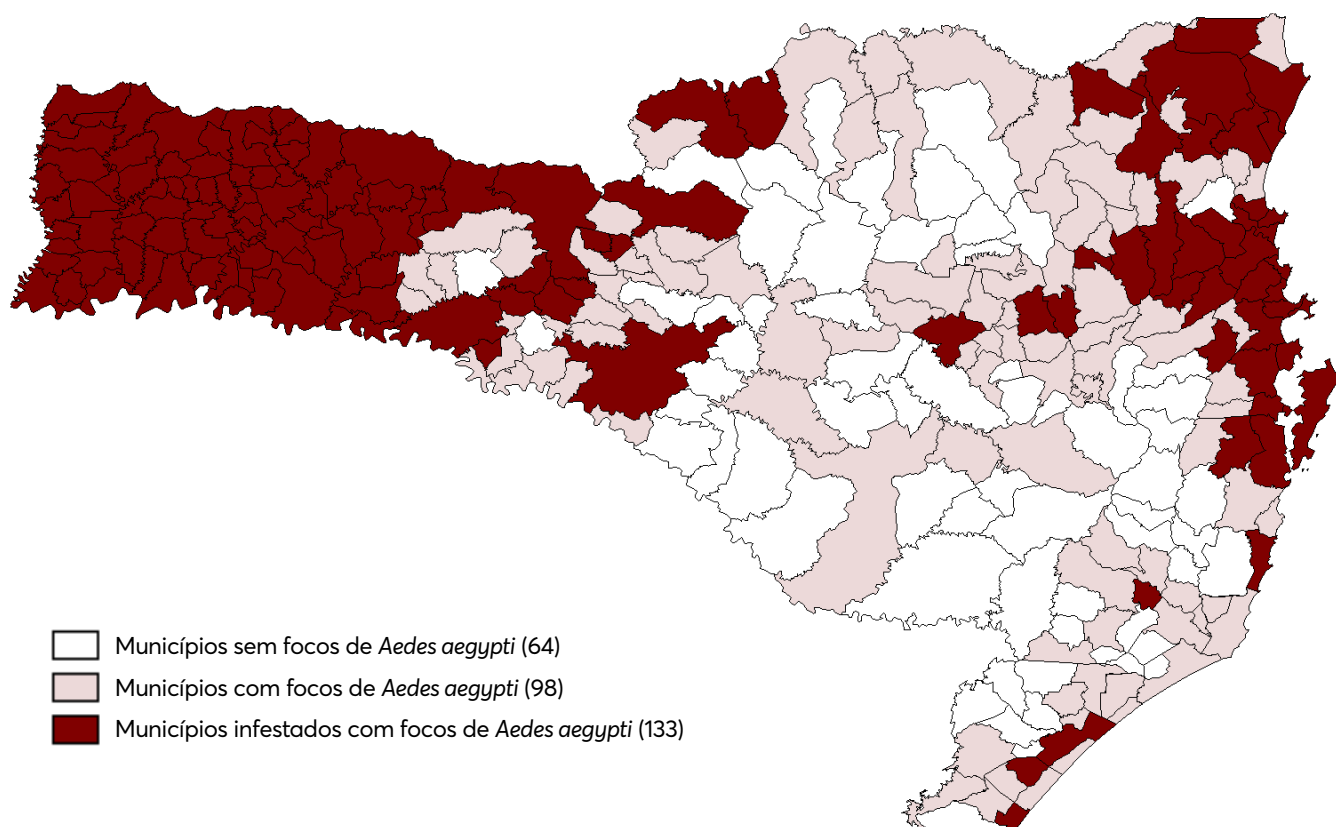 Municípios sem focos de Aedes aegypti (64)
Municípios com focos de Aedes aegypti (98)
Municípios infestados com focos de Aedes aegypti (133)